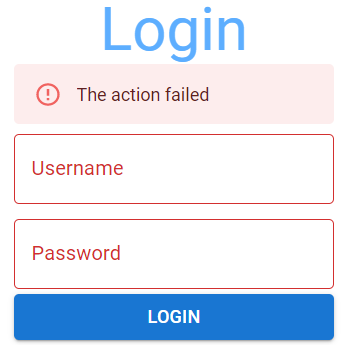 Login
The action failed
Username
Password
LOGIN